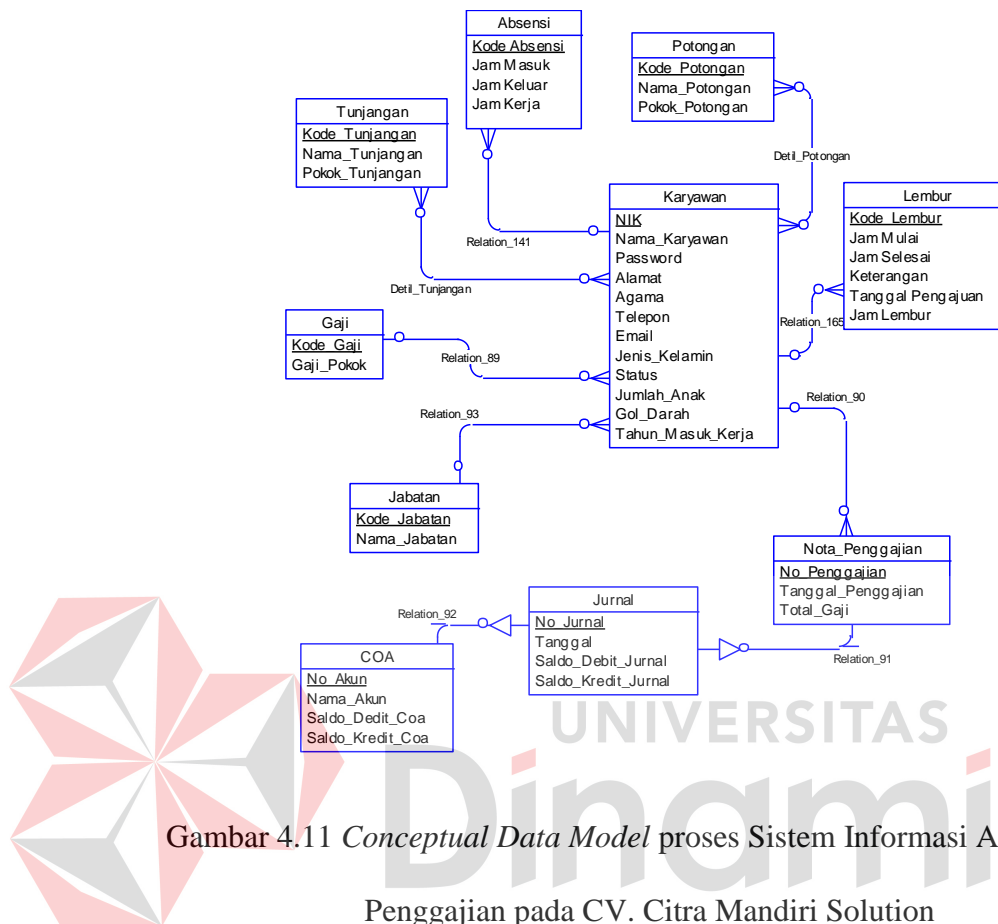 Absensi
Kode Absensi
Jam Masuk
Jam Keluar
Jam Kerja
Potongan
Kode_Potongan
Nama_Potongan
Pokok_Potongan
Tunjangan
Kode_Tunjangan
Nama_Tunjangan
Pokok_Tunjangan
Detil_Potongan
Karyawan
NIK
Nama_Karyawan
Password
Alamat
Agama
Telepon
Email
Jenis_Kelamin
Status
Jumlah_Anak
Gol_Darah
Tahun_Masuk_Kerja
Lembur
Kode_Lembur
Jam Mulai
Jam Selesai
Keterangan
Tanggal Pengajuan
Jam Lembur
Relation_141
Detil_Tunjangan
Relation_165
Gaji
Kode_Gaji
Gaji_Pokok
Relation_89
Relation_93
Relation_90
Jabatan
Kode_Jabatan
Nama_Jabatan
Nota_Penggajian
No_Penggajian
Tanggal_Penggajian
Total_Gaji
Relation_92
Jurnal
No_Jurnal
Tanggal
Saldo_Debit_Jurnal
Saldo_Kredit_Jurnal
Relation_91
COA
No_Akun
Nama_Akun
Saldo_Dedit_Coa
Saldo_Kredit_Coa
UNIVERSITAS
Dinami
Gambar 4.11 Conceptual Data Model proses Sistem Informasi A
Penggajian pada CV. Citra Mandiri Solution